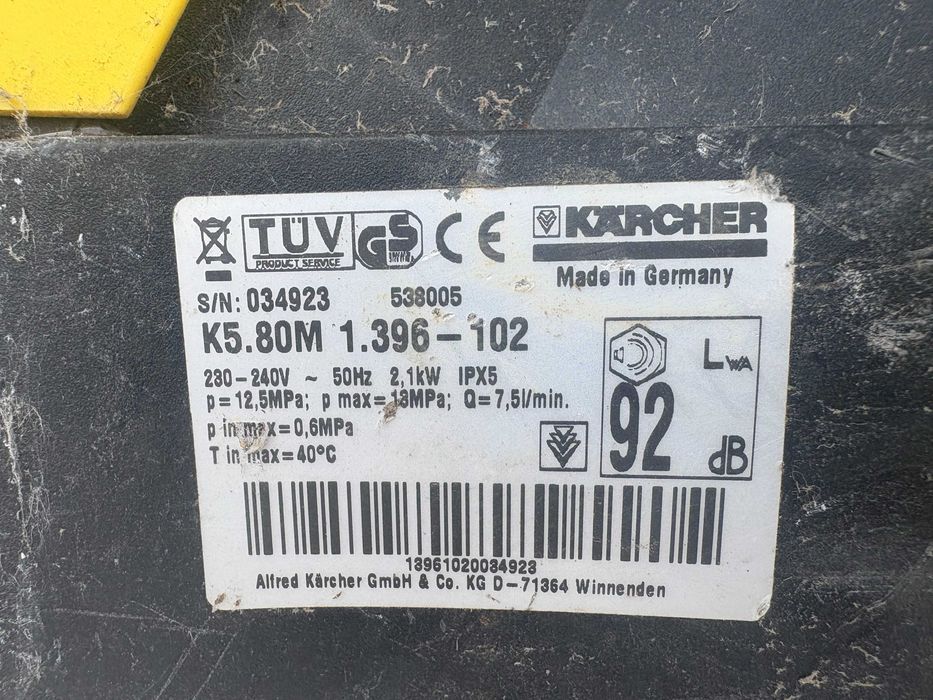 TÜV
PRODUCT SERVICE
GS
CE
KÄRCHER
Made in Germany
S/N: 034923 538005
K5.80M 1.396-102
230-240V ~ 50Hz 2,1kW IPX5
p=12,5MPa; p max=13MPa; Q=7,5l/min.
p in max=0,6MPa
T in max=40°C
LWA
92
dB
13961020034923
Alfred Kärcher GmbH & Co. KG D-71364 Winnenden